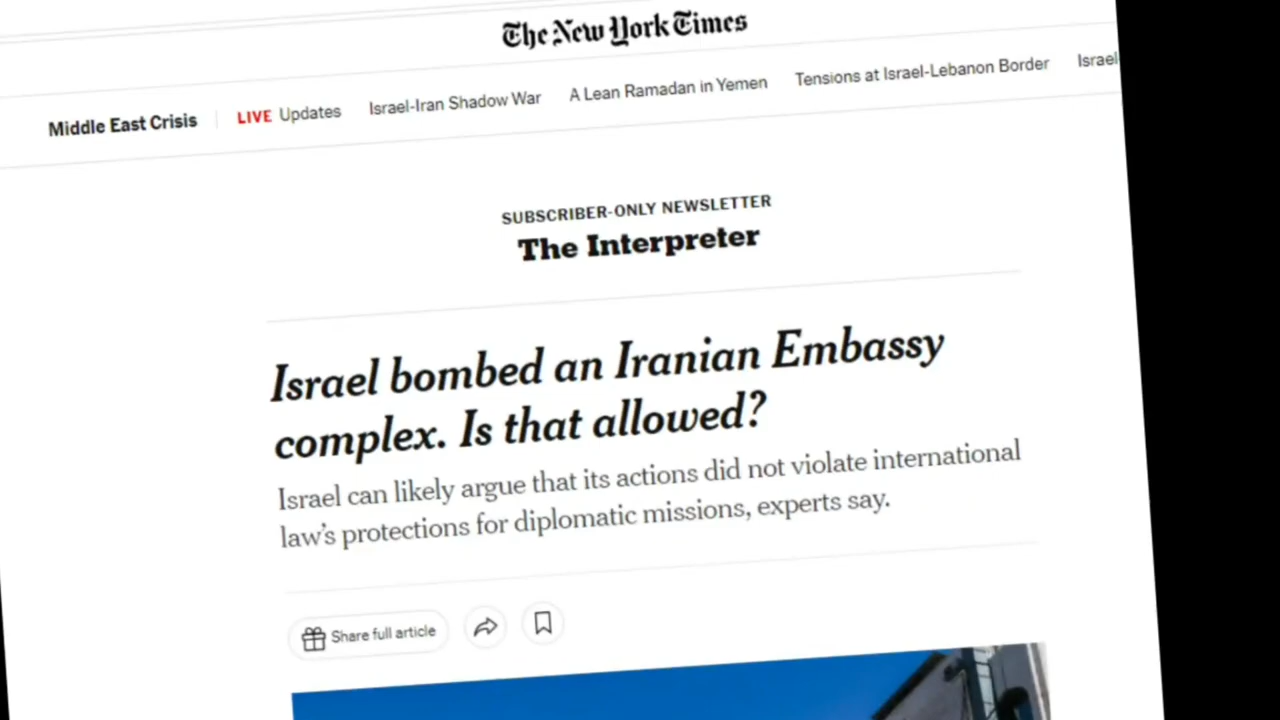 The New York Times
Middle East Crisis LIVE Updates Israel-Iran Shadow War A Lean Ramadan in Yemen Tensions at Israel-Lebanon Border Israel
SUBSCRIBER-ONLY NEWSLETTER
The Interpreter
Israel bombed an Iranian Embassy
complex. Is that allowed?
Israel can likely argue that its actions did not violate international
law’s protections for diplomatic missions, experts say.
Share full article